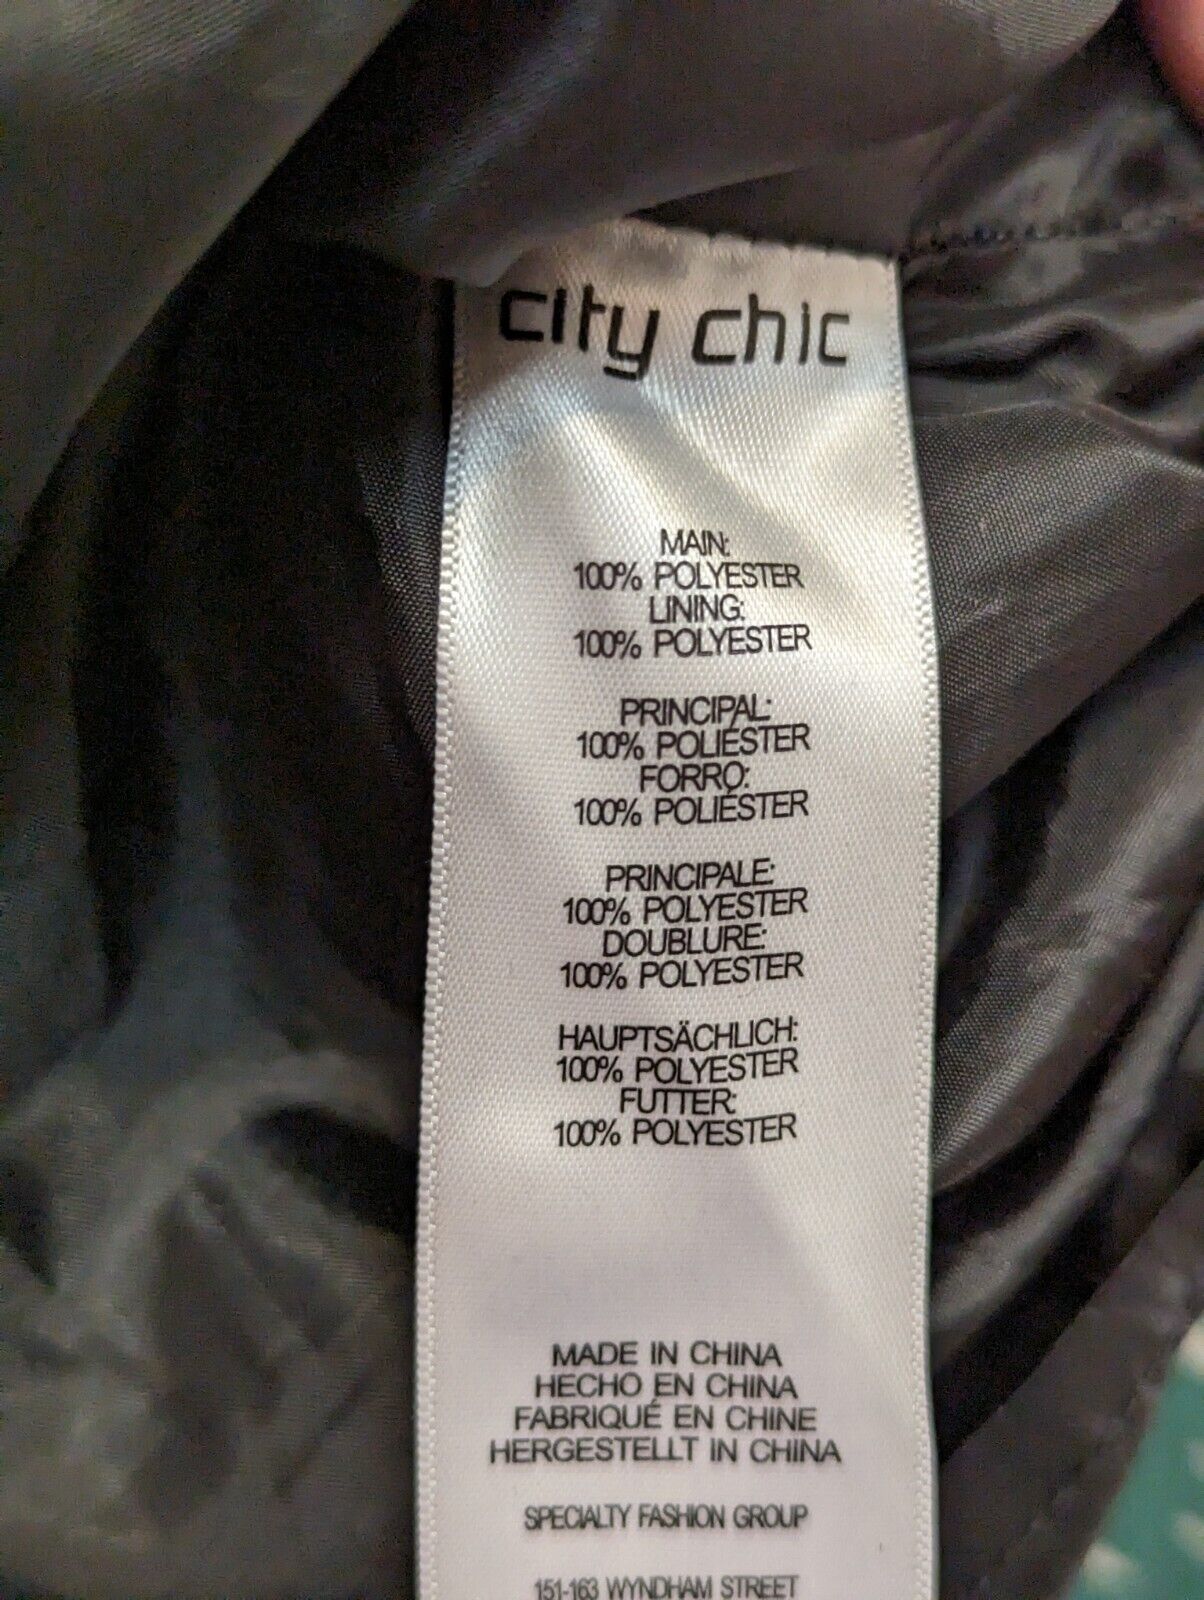 city chic
MAIN:
100% POLYESTER
LINING:
100% POLYESTER
PRINCIPAL:
100% POLIÉSTER
FORRO:
100% POLIÉSTER
PRINCIPALE:
100% POLYESTER
DOUBLURE:
100% POLYESTER
HAUPTSÄCHLICH:
100% POLYESTER
FUTTER:
100% POLYESTER
MADE IN CHINA
HECHO EN CHINA
FABRIQUÉ EN CHINE
HERGESTELLT IN CHINA
SPECIALTY FASHION GROUP
151-163 WYNDHAM STREET